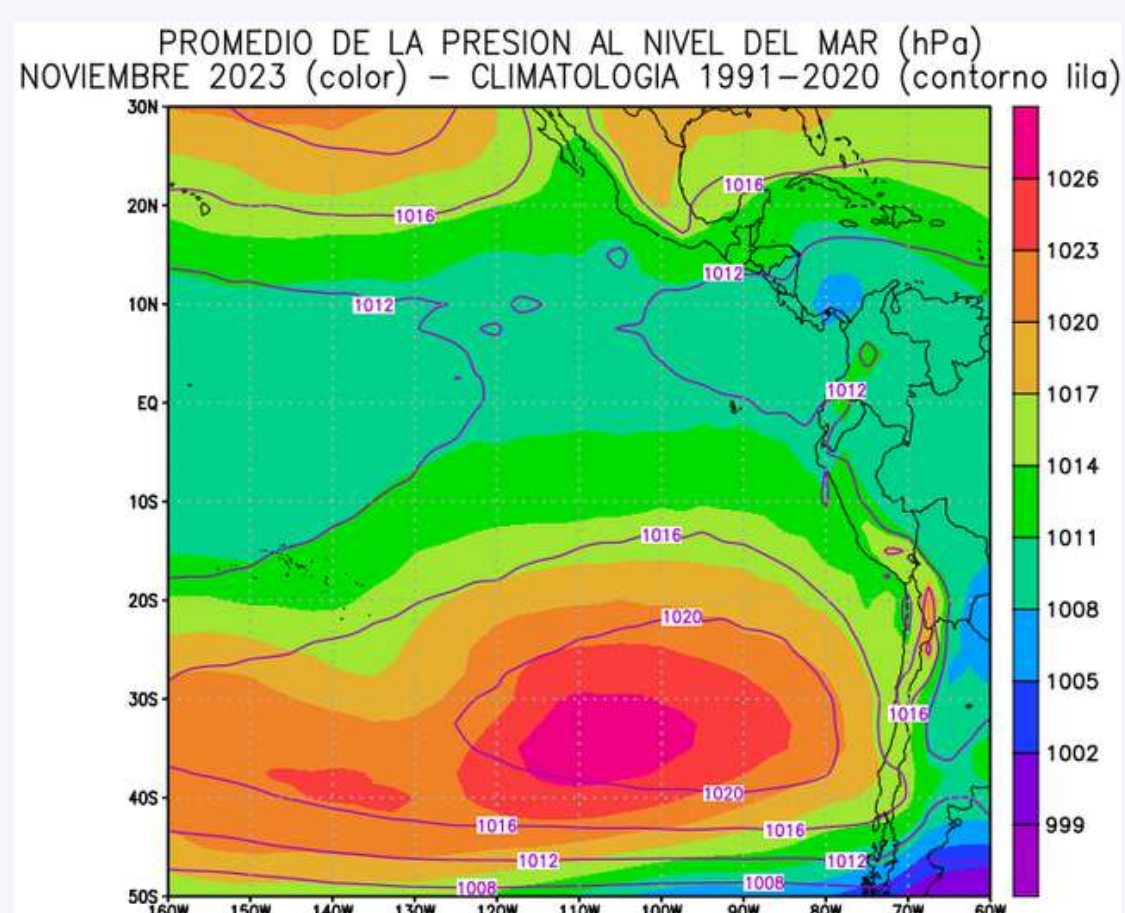 PROMEDIO DE LA PRESION AL NIVEL DEL MAR (hPa)
NOVIEMBRE 2023 (color) – CLIMATOLOGIA 1991–2020 (contorno lila)
30N
20N
10N
EQ
10S
20S
30S
40S
50S
160W 150W 140W 130W 120W 110W 100W 90W 80W 70W 60W
1016
1016
1012
1012
1012
1016
1020
1016
1020
1016
1016
1012
1012
1008
1008
1026
1023
1020
1017
1014
1011
1008
1005
1002
999